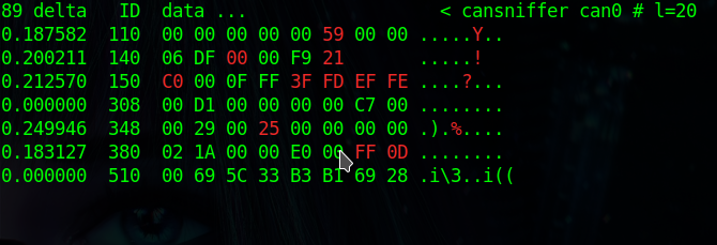 89 delta   ID  data ...                  < cansniffer can0 # l=20
0.187582  110  00 00 00 00 00 59 00 00 .....Y..
0.200211  140  06 DF 00 00 F9 21       .....!
0.212570  150  C0 00 0F FF 3F FD EF FE ....?...
0.000000  308  00 D1 00 00 00 00 C7 00 ........
0.249946  348  00 29 00 25 00 00 00 00 .).%....
0.183127  380  02 1A 00 00 E0 00 FF 0D ........
0.000000  510  00 69 5C 33 B3 B1 69 28 .i\3..i((